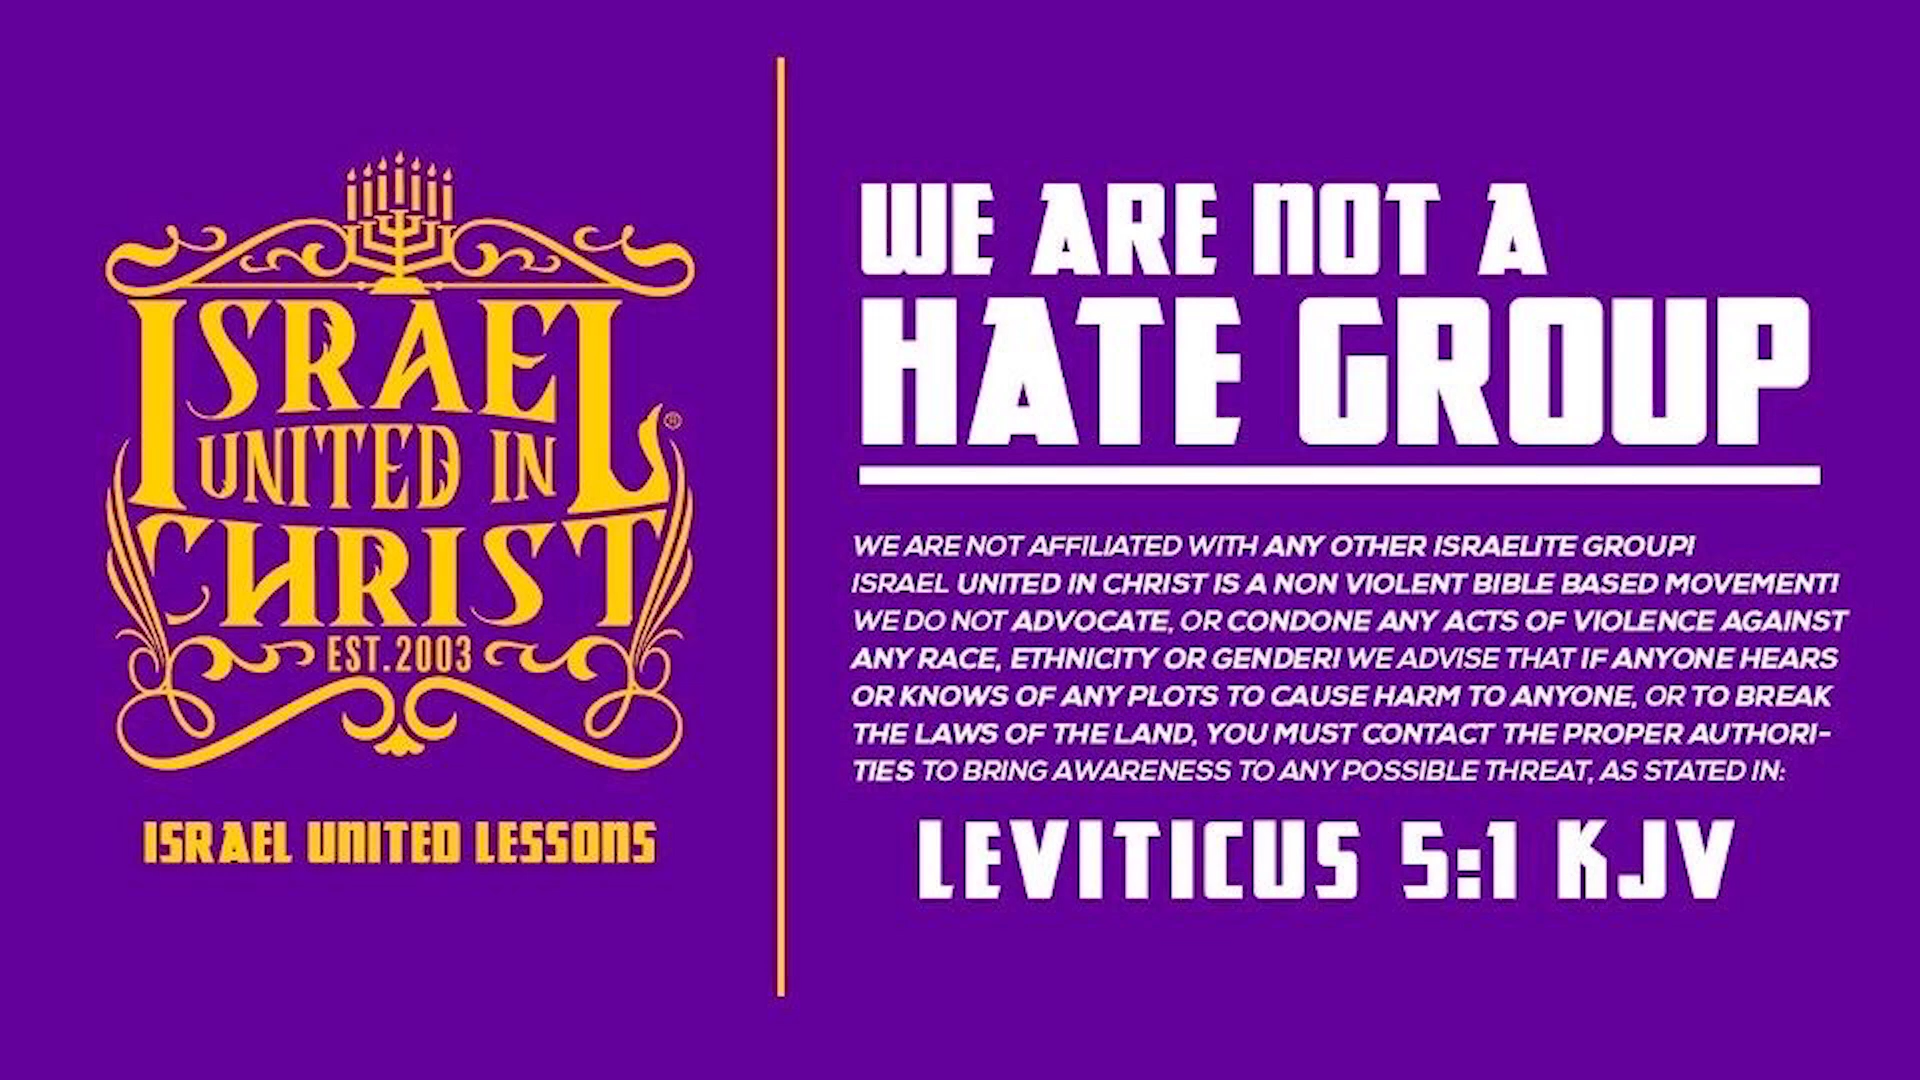 ISRAEL
UNITED IN
CHRIST
®
EST.2003
ISRAEL UNITED LESSONS
WE ARE NOT A
HATE GROUP
WE ARE NOT AFFILIATED WITH ANY OTHER ISRAELITE GROUP!
ISRAEL UNITED IN CHRIST IS A NON VIOLENT BIBLE BASED MOVEMENT!
WE DO NOT ADVOCATE, OR CONDONE ANY ACTS OF VIOLENCE AGAINST
ANY RACE, ETHNICITY OR GENDER! WE ADVISE THAT IF ANYONE HEARS
OR KNOWS OF ANY PLOTS TO CAUSE HARM TO ANYONE, OR TO BREAK
THE LAWS OF THE LAND, YOU MUST CONTACT THE PROPER AUTHORI-
TIES TO BRING AWARENESS TO ANY POSSIBLE THREAT, AS STATED IN:
LEVITICUS 5:1 KJV